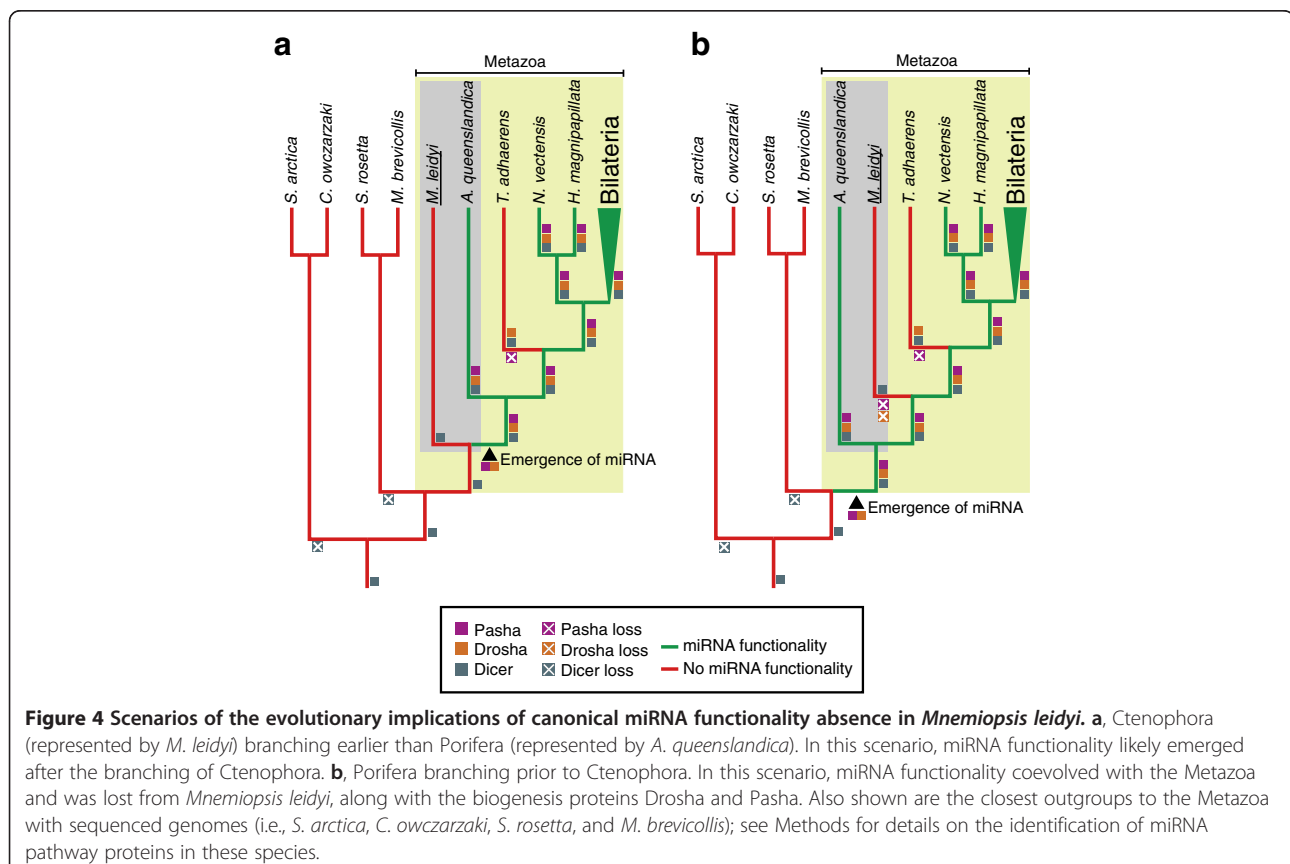 a
Metazoa
S. arctica
C. owczarzaki
S. rosetta
M. brevicollis
M. leidyi
A. queenslandica
T. adhaerens
N. vectensis
H. magnipapillata
Bilateria
Emergence of miRNA
b
Metazoa
S. arctica
C. owczarzaki
S. rosetta
M. brevicollis
A. queenslandica
M. leidyi
T. adhaerens
N. vectensis
H. magnipapillata
Bilateria
Emergence of miRNA
Pasha
Pasha loss
Drosha
Drosha loss
miRNA functionality
Dicer
Dicer loss
No miRNA functionality
Figure 4 Scenarios of the evolutionary implications of canonical miRNA functionality absence in Mnemiopsis leidyi. a, Ctenophora
(represented by M. leidyi) branching earlier than Porifera (represented by A. queenslandica). In this scenario, miRNA functionality likely emerged
after the branching of Ctenophora. b, Porifera branching prior to Ctenophora. In this scenario, miRNA functionality coevolved with the Metazoa
and was lost from Mnemiopsis leidyi, along with the biogenesis proteins Drosha and Pasha. Also shown are the closest outgroups to the Metazoa
with sequenced genomes (i.e., S. arctica, C. owczarzaki, S. rosetta, and M. brevicollis); see Methods for details on the identification of miRNA
pathway proteins in these species.